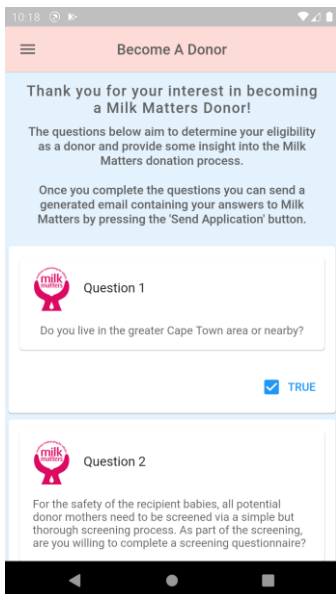 10:18
Become A Donor
Thank you for your interest in becoming
a Milk Matters Donor!
The questions below aim to determine your eligibility
as a donor and provide some insight into the Milk
Matters donation process.
Once you complete the questions you can send a
generated email containing your answers to Milk
Matters by pressing the 'Send Application' button.
milk
matters
Question 1
Do you live in the greater Cape Town area or nearby?
TRUE
milk
matters
Question 2
For the safety of the recipient babies, all potential
donor mothers need to be screened via a simple but
thorough screening process. As part of the screening,
are you willing to complete a screening questionnaire?